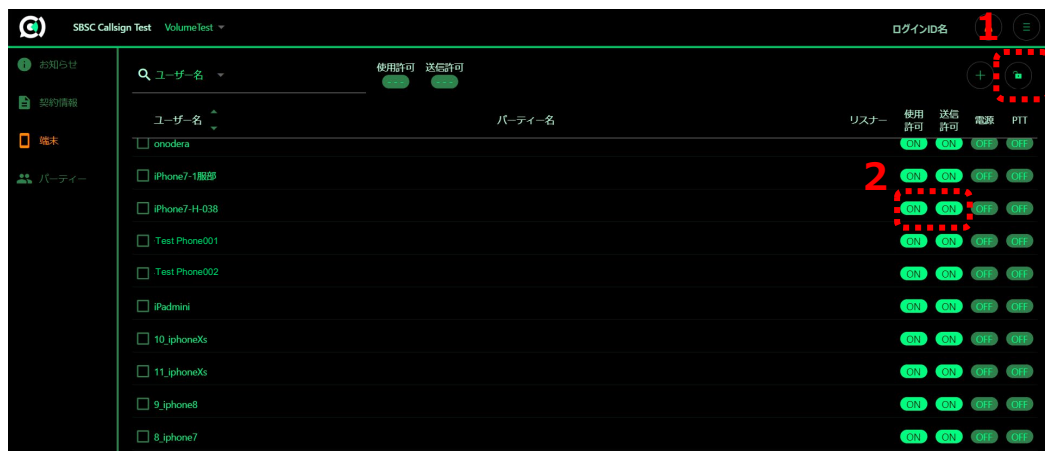 SBSC Callsign Test VolumeTest ログインID名
1
お知らせ
契約情報
端末
パーティー
ユーザー名 使用許可 送信許可
--- ---
ユーザー名 パーティー名 リスナー 使用許可 送信許可 電源 PTT
onodera ON ON OFF OFF
iPhone7-1服部 ON ON OFF OFF
2
iPhone7-H-038 ON ON OFF OFF
Test Phone001 ON ON OFF OFF
Test Phone002 ON ON OFF OFF
iPadmini ON ON OFF OFF
10_iphoneXs ON ON OFF OFF
11_iphoneXs ON ON OFF OFF
9_iphone8 ON ON OFF OFF
8_iphone7 ON ON OFF OFF